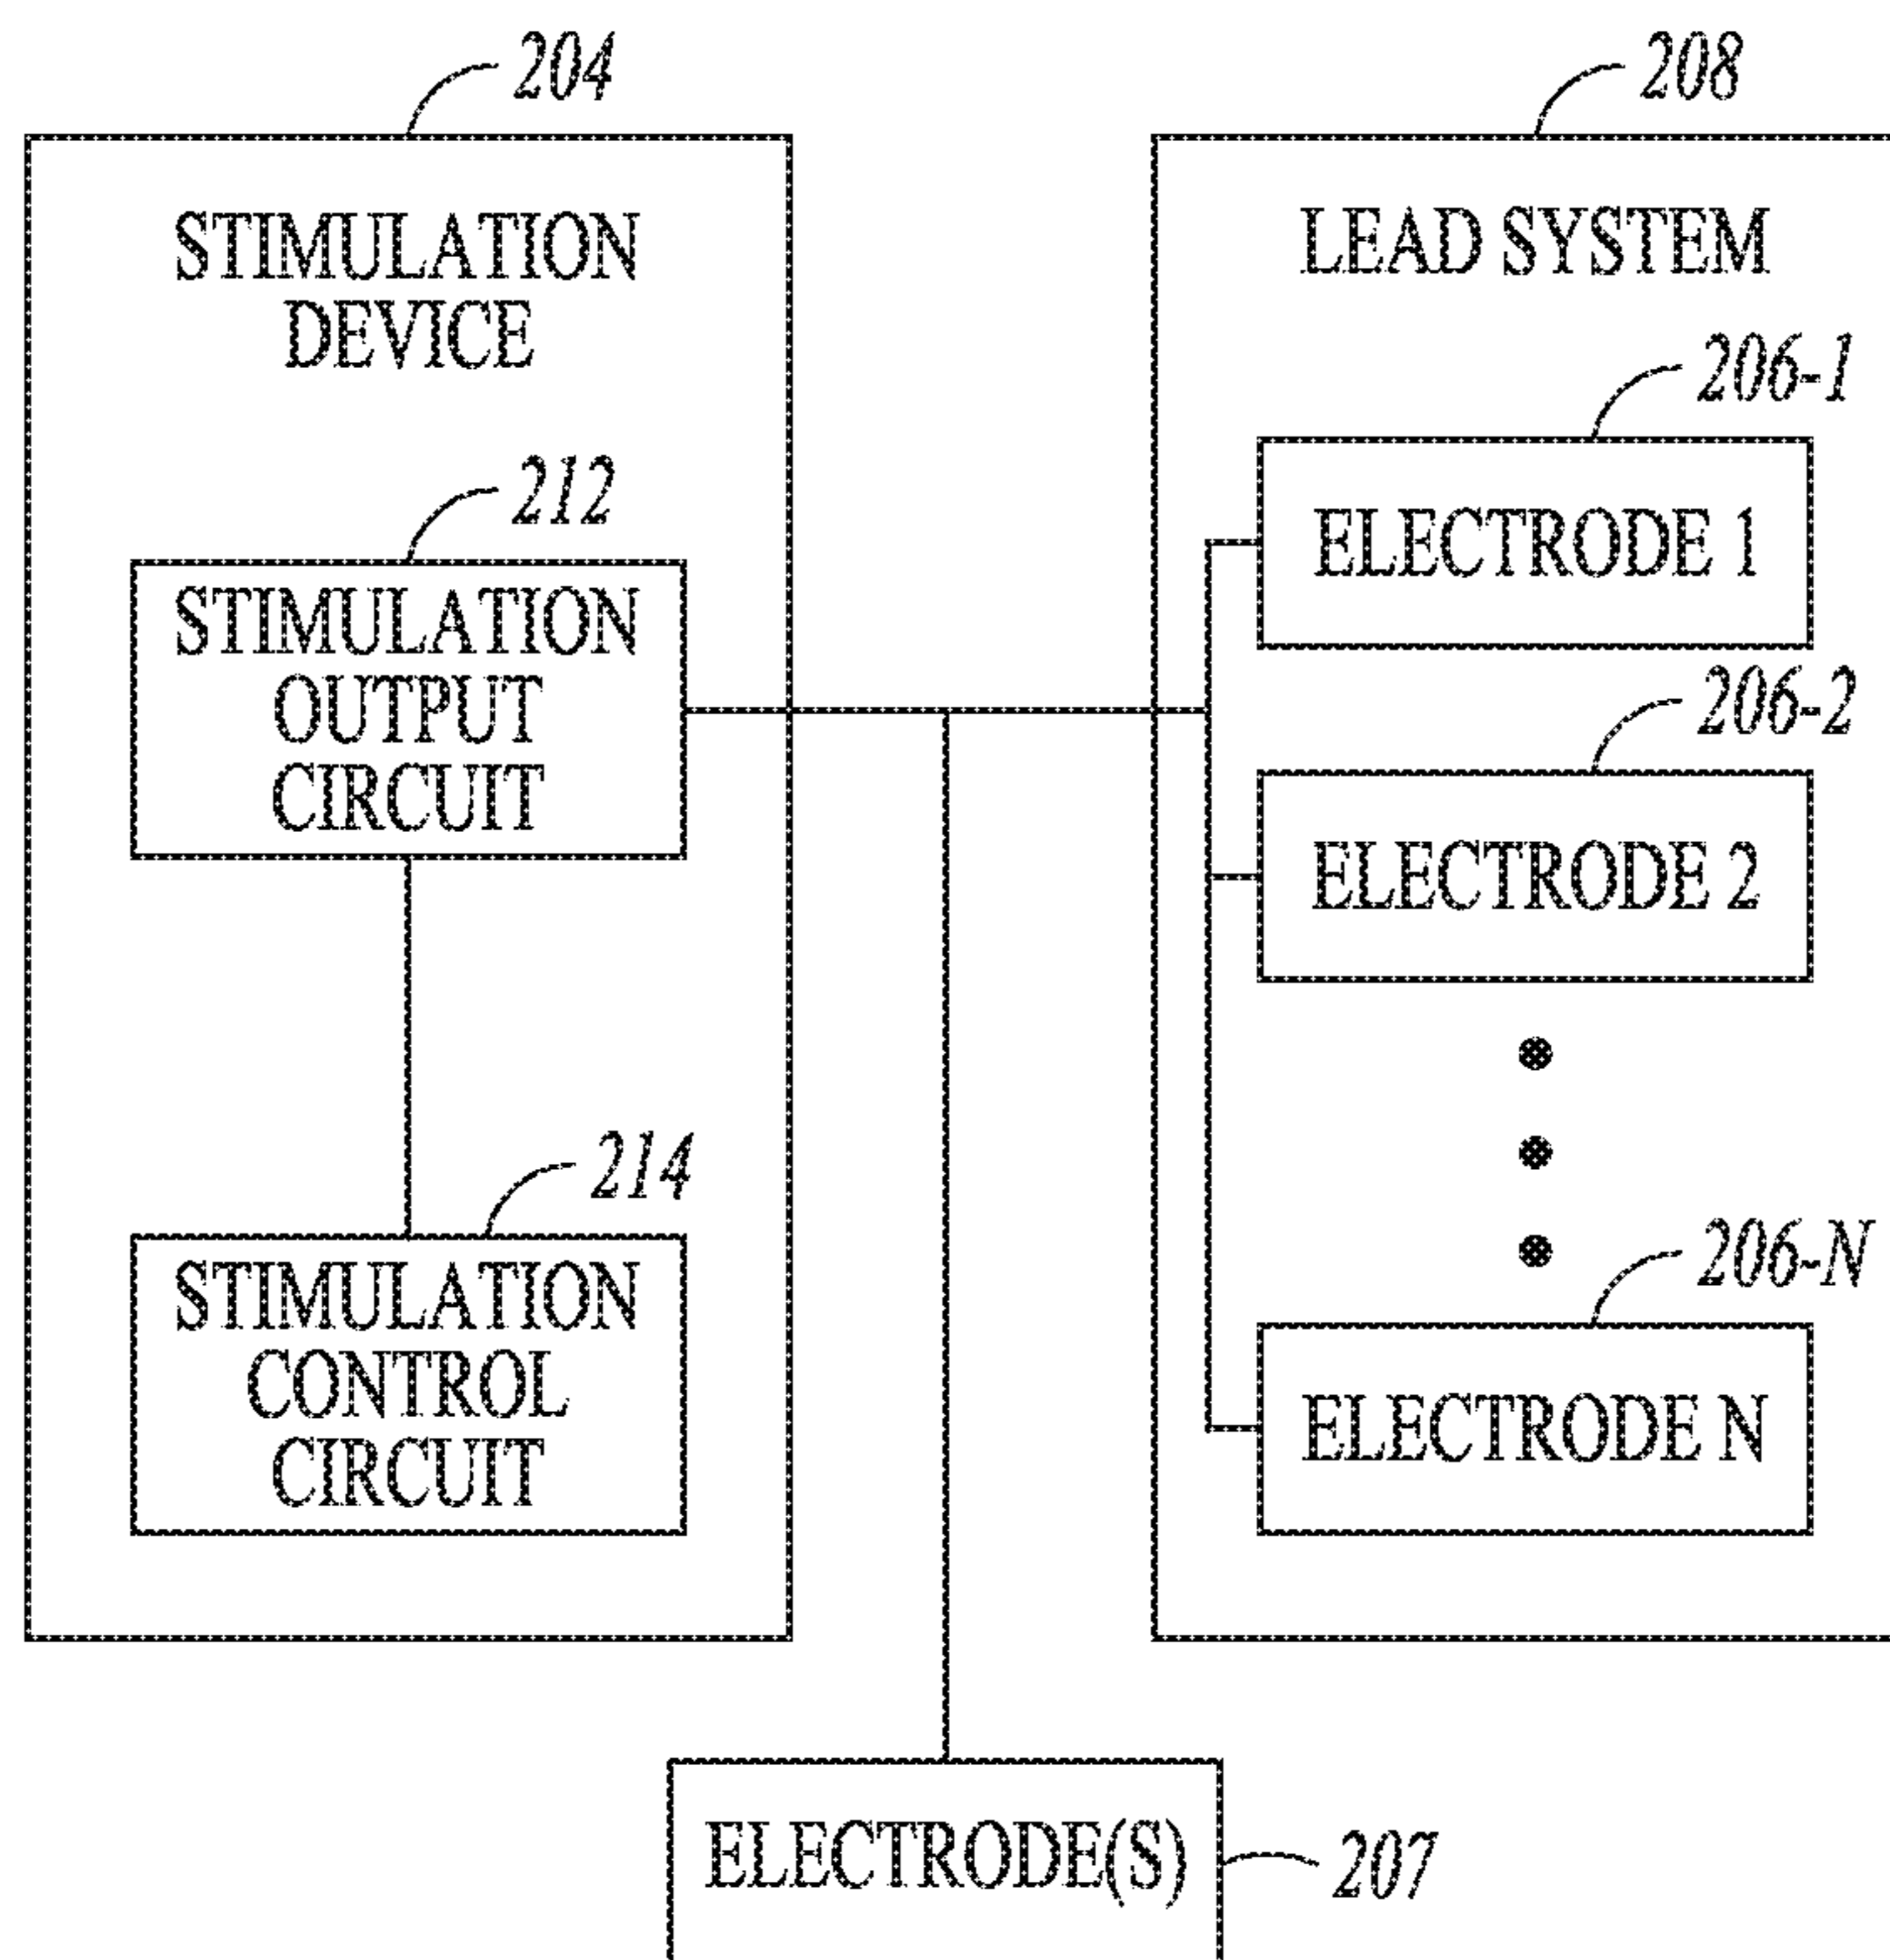 204
STIMULATION
DEVICE
212
STIMULATION
OUTPUT
CIRCUIT
214
STIMULATION
CONTROL
CIRCUIT
208
LEAD SYSTEM
206-1
ELECTRODE 1
206-2
ELECTRODE 2
206-N
ELECTRODE N
ELECTRODE(S)
207